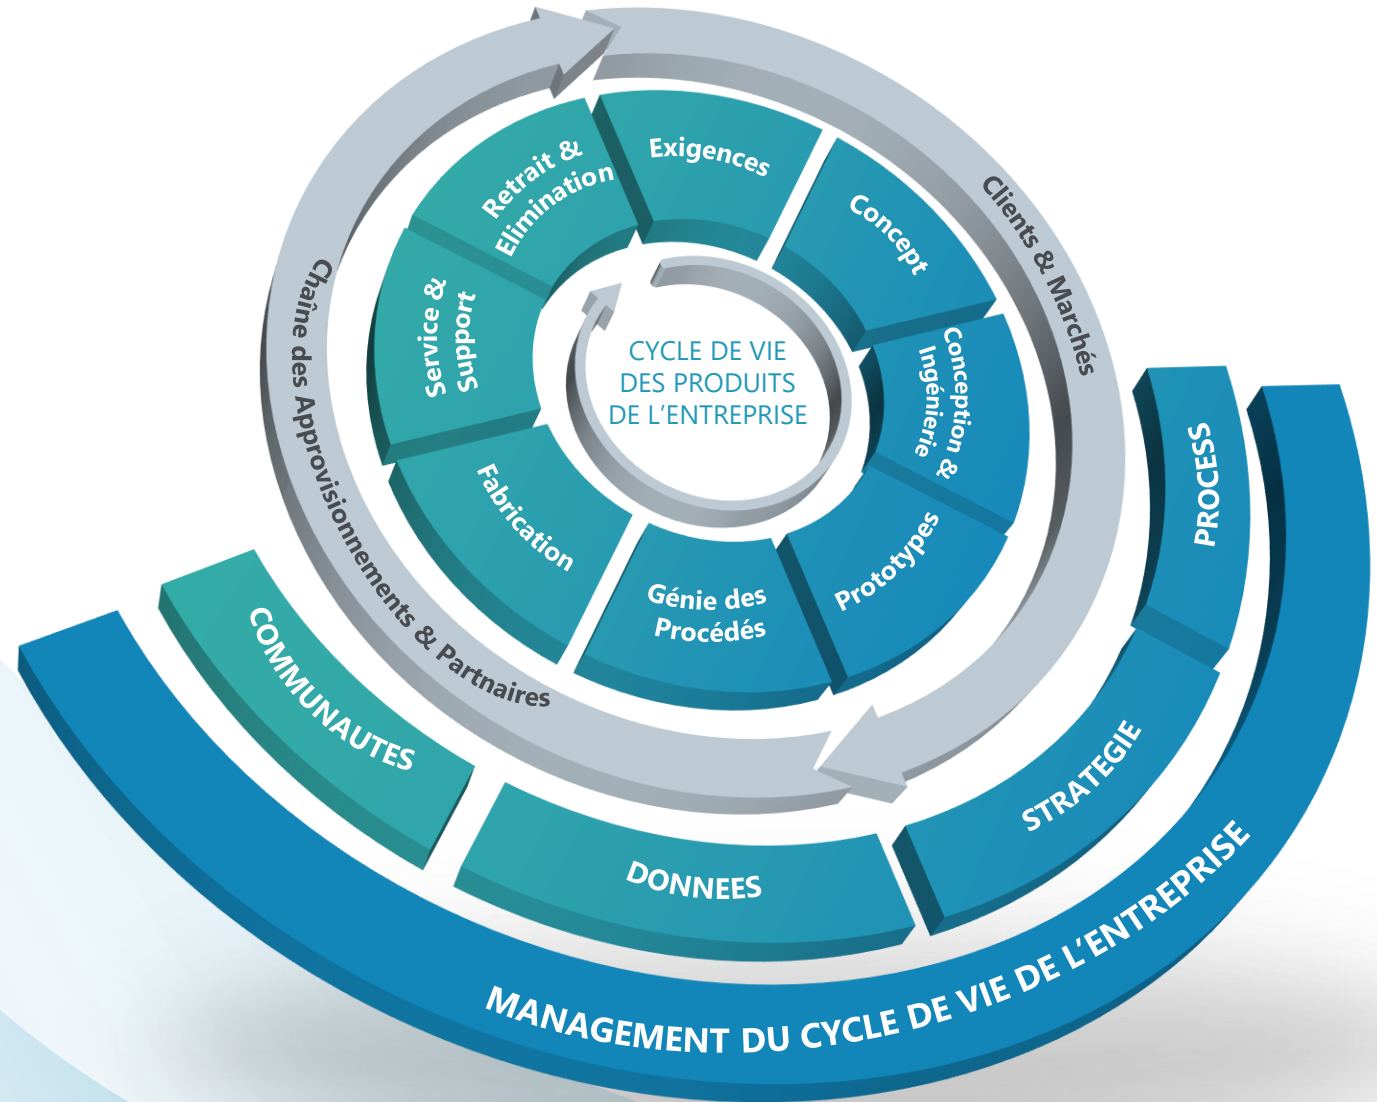 CYCLE DE VIE
DES PRODUITS
DE L’ENTREPRISE
Exigences
Concept
Conception &
Ingénierie
Prototypes
Génie des
Procédés
Fabrication
Service &
Support
Retrait &
Elimination
Clients & Marchés
Chaîne des Approvisionnements & Partnaires
PROCESS
STRATEGIE
DONNEES
COMMUNAUTES
MANAGEMENT DU CYCLE DE VIE DE L’ENTREPRISE